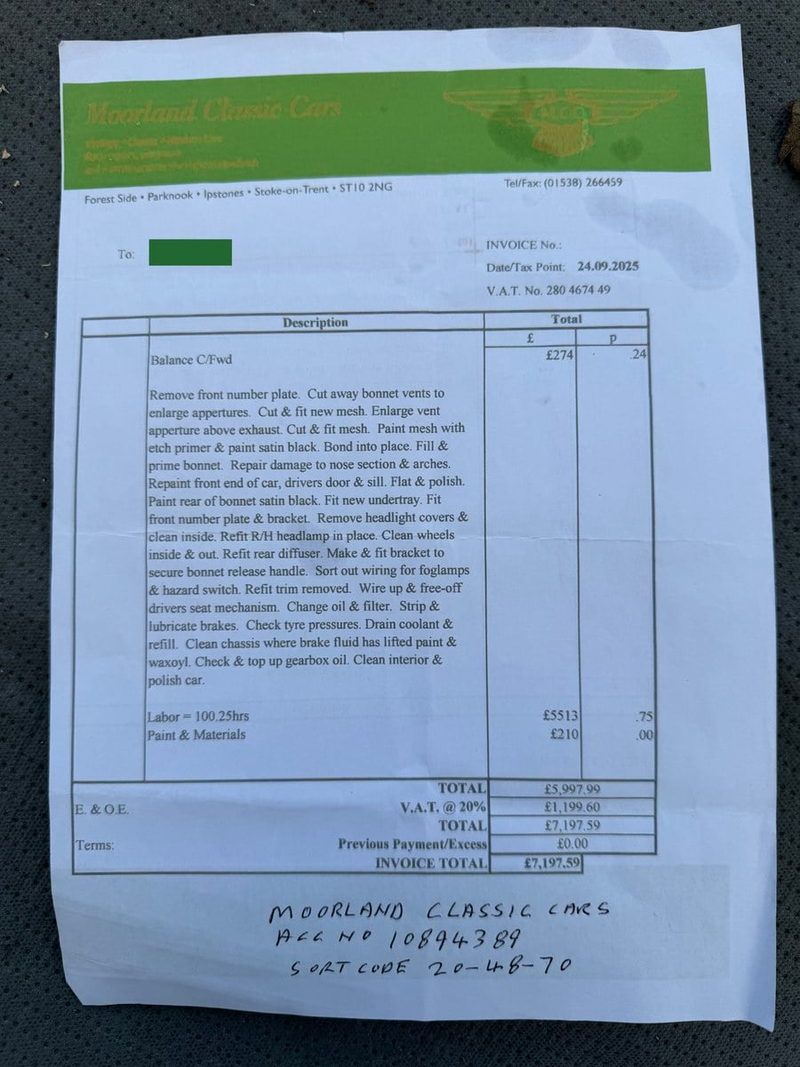 Moorland Classic Cars
MCC
Forest Side • Parknook • Ipstones • Stoke-on-Trent • ST10 2NG
Tel/Fax: (01538) 266459
To:
INVOICE No.:
Date/Tax Point: 24.09.2025
V.A.T. No. 280 4674 49
Description Total
£ p
Balance C/Fwd £274 .24
Remove front number plate. Cut away bonnet vents to
enlarge appertures. Cut & fit new mesh. Enlarge vent
apperture above exhaust. Cut & fit mesh. Paint mesh with
etch primer & paint satin black. Bond into place. Fill &
prime bonnet. Repair damage to nose section & arches.
Repaint front end of car, drivers door & sill. Flat & polish.
Paint rear of bonnet satin black. Fit new undertray. Fit
front number plate & bracket. Remove headlight covers &
clean inside. Refit R/H headlamp in place. Clean wheels
inside & out. Refit rear diffuser. Make & fit bracket to
secure bonnet release handle. Sort out wiring for foglamps
& hazard switch. Refit trim removed. Wire up & free-off
drivers seat mechanism. Change oil & filter. Strip &
lubricate brakes. Check tyre pressures. Drain coolant &
refill. Clean chassis where brake fluid has lifted paint &
waxoyl. Check & top up gearbox oil. Clean interior &
polish car.
Labor = 100.25hrs £5513 .75
Paint & Materials £210 .00
TOTAL £5,997.99
E. & O.E. V.A.T. @ 20% £1,199.60
TOTAL £7,197.59
Terms: Previous Payment/Excess £0.00
INVOICE TOTAL £7,197.59
MOORLAND CLASSIC CARS
ACC NO 10894389
SORT CODE 20-48-70